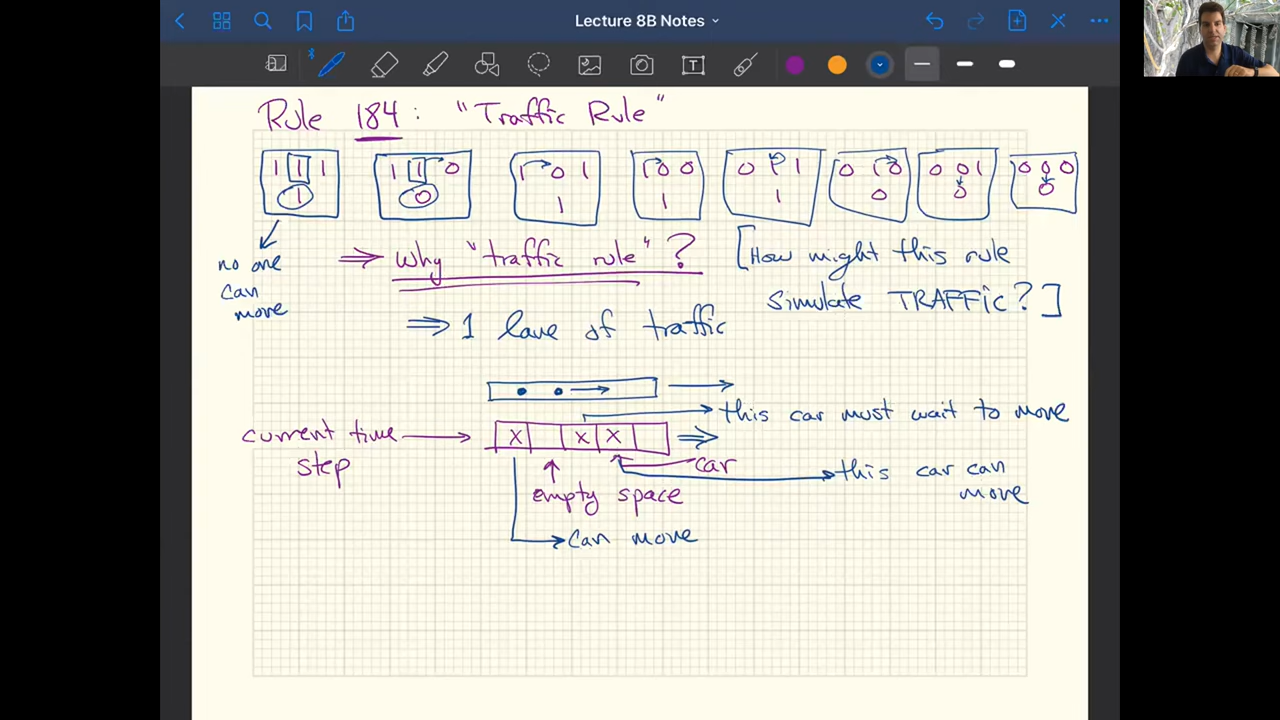 Lecture 8B Notes
T
Rule 184: "Traffic Rule"
1 1 1 1 1 0 1 0 1 1 0 0 0 1 1 0 1 0 0 0 1 0 0 0
1 0 1 1 1 0 0 0
no one
can
move
⇒ Why "traffic rule"?
[How might this rule
simulate TRAFFIC?]
⇒ 1 lane of traffic
this car must wait to move
current time
step
X X X
car
this car can
move
empty space
can move